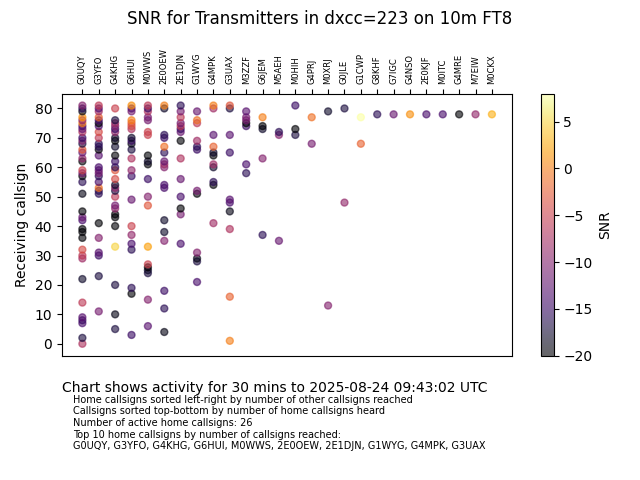 SNR for Transmitters in dxcc=223 on 10m FT8
G0UQY G3YFO G4KHG G6HUI M0WWS 2E0OEW 2E1DJN G1WYG G4MPK G3UAX M3ZZF G6JEM M5AEH M0HIH G4PRJ M0XRJ G0JLE G1CWP G8KHF G7IGC G4NSO 2E0KJF M0ITC G4MRE M7EIW M0CKX
80
70
60
50
40
30
20
10
0
Receiving callsign
5
0
−5
−10
−15
−20
SNR
Chart shows activity for 30 mins to 2025-08-24 09:43:02 UTC
Home callsigns sorted left-right by number of other callsigns reached
Callsigns sorted top-bottom by number of home callsigns heard
Number of active home callsigns: 26
Top 10 home callsigns by number of callsigns reached:
G0UQY, G3YFO, G4KHG, G6HUI, M0WWS, 2E0OEW, 2E1DJN, G1WYG, G4MPK, G3UAX